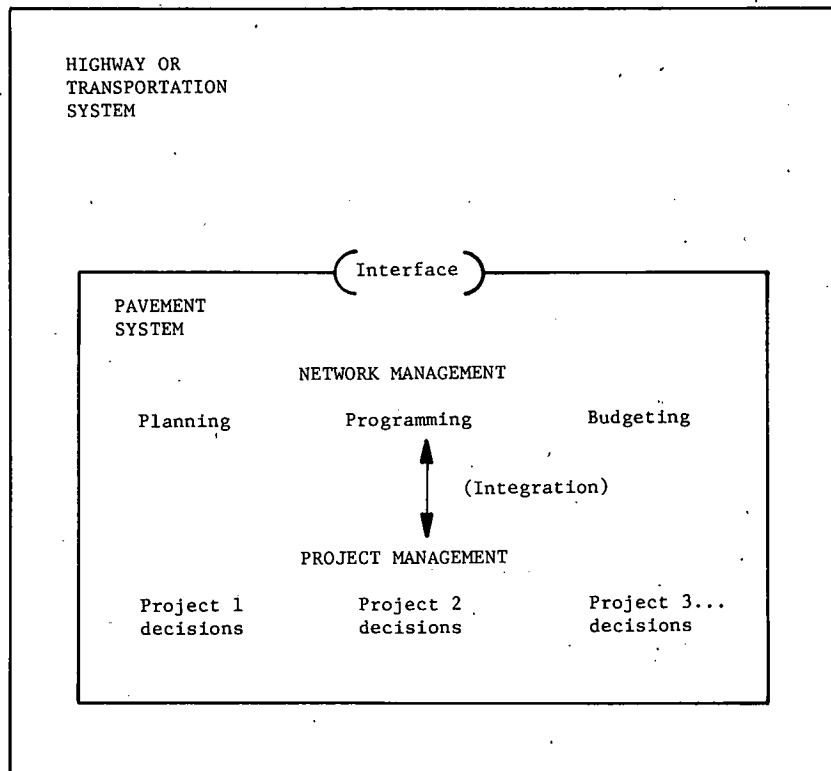 HIGHWAY OR
TRANSPORTATION
SYSTEM
Interface
PAVEMENT
SYSTEM
NETWORK MANAGEMENT
Planning Programming Budgeting
(Integration)
PROJECT MANAGEMENT
Project 1 Project 2 Project 3...
decisions decisions decisions